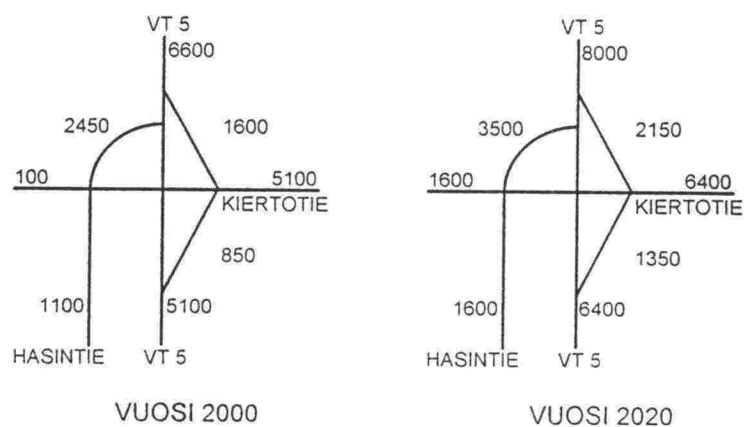 VT 5
6600
2450
1600
100
5100
KIERTOTIE
850
1100
5100
HASINTIE
VT 5
VUOSI 2000
VT 5
8000
3500
2150
1600
6400
KIERTOTIE
1350
1600
6400
HASINTIE
VT 5
VUOSI 2020